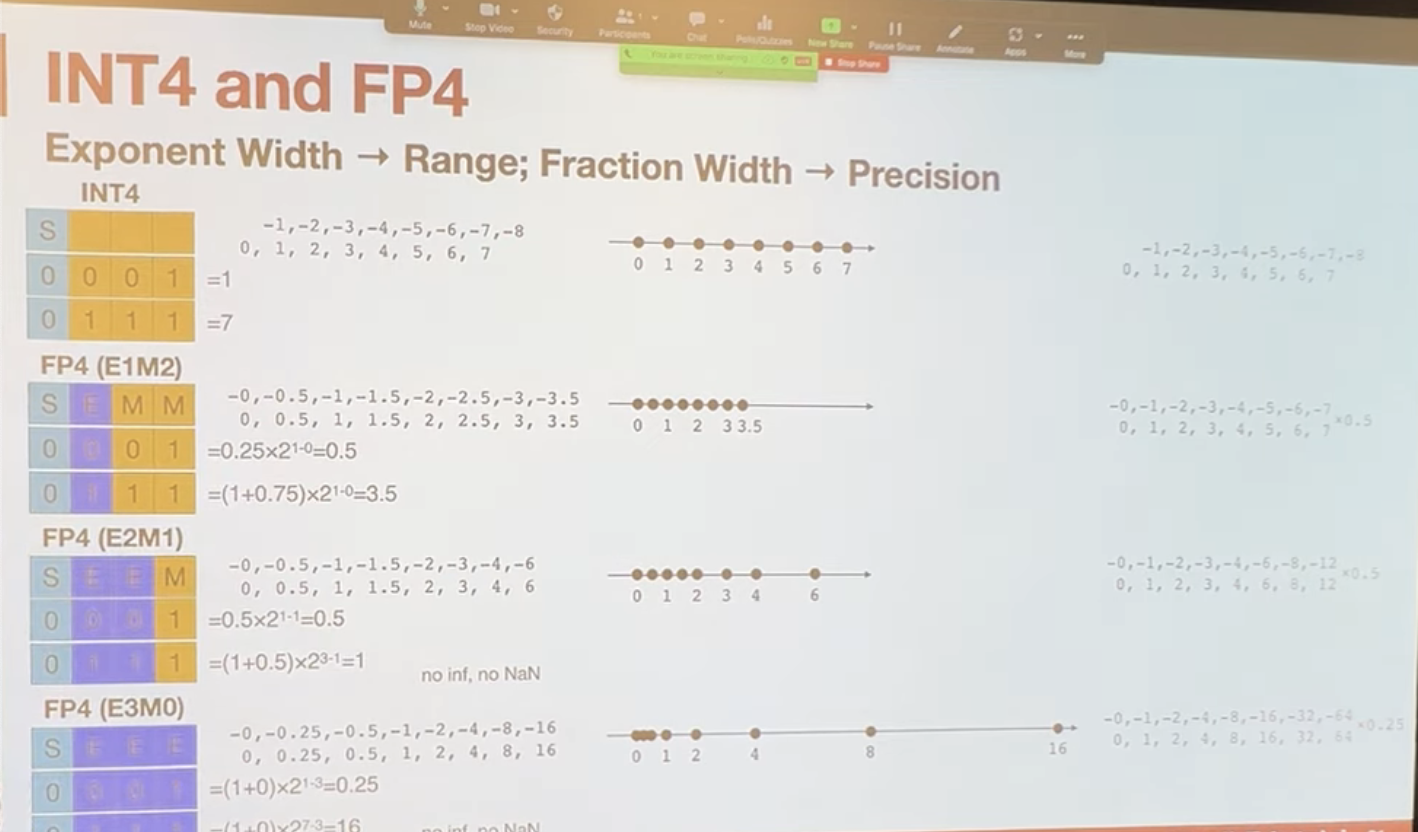 Mute Stop Video Security Participants Chat Polls/Quizzes New Share Pause Share Annotate Apps More
You are screen sharing Stop Share
INT4 and FP4
Exponent Width → Range; Fraction Width → Precision
INT4
S
-1,-2,-3,-4,-5,-6,-7,-8
0, 1, 2, 3, 4, 5, 6, 7
0 1 2 3 4 5 6 7
-1,-2,-3,-4,-5,-6,-7,-8
0, 1, 2, 3, 4, 5, 6, 7
0 0 0 1 =1
0 1 1 1 =7
FP4 (E1M2)
S E M M
-0,-0.5,-1,-1.5,-2,-2.5,-3,-3.5
0, 0.5, 1, 1.5, 2, 2.5, 3, 3.5
0 1 2 3 3.5
-0,-1,-2,-3,-4,-5,-6,-7
0, 1, 2, 3, 4, 5, 6, 7 ×0.5
0 0 0 1 =0.25×2¹⁻⁰=0.5
0 1 1 1 =(1+0.75)×2¹⁻⁰=3.5
FP4 (E2M1)
S E E M
-0,-0.5,-1,-1.5,-2,-3,-4,-6
0, 0.5, 1, 1.5, 2, 3, 4, 6
0 1 2 3 4 6
-0,-1,-2,-3,-4,-6,-8,-12
0, 1, 2, 3, 4, 6, 8, 12 ×0.5
0 0 0 1 =0.5×2¹⁻¹=0.5
0 1 1 1 =(1+0.5)×2³⁻¹=1
no inf, no NaN
FP4 (E3M0)
S E E E
-0,-0.25,-0.5,-1,-2,-4,-8,-16
0, 0.25, 0.5, 1, 2, 4, 8, 16
0 1 2 4 8 16
-0,-1,-2,-4,-8,-16,-32,-64
0, 1, 2, 4, 8, 16, 32, 64 ×0.25
0 0 0 1 =(1+0)×2¹⁻³=0.25
0 1 1 1 =(1+0)×2⁷⁻³=16
no inf, no NaN